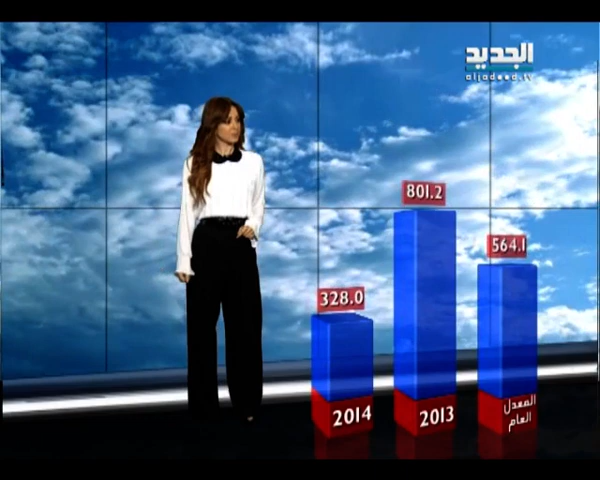 الجديد
aljadeed.tv
801.2
564.1
328.0
2014
2013
المعدل
العام